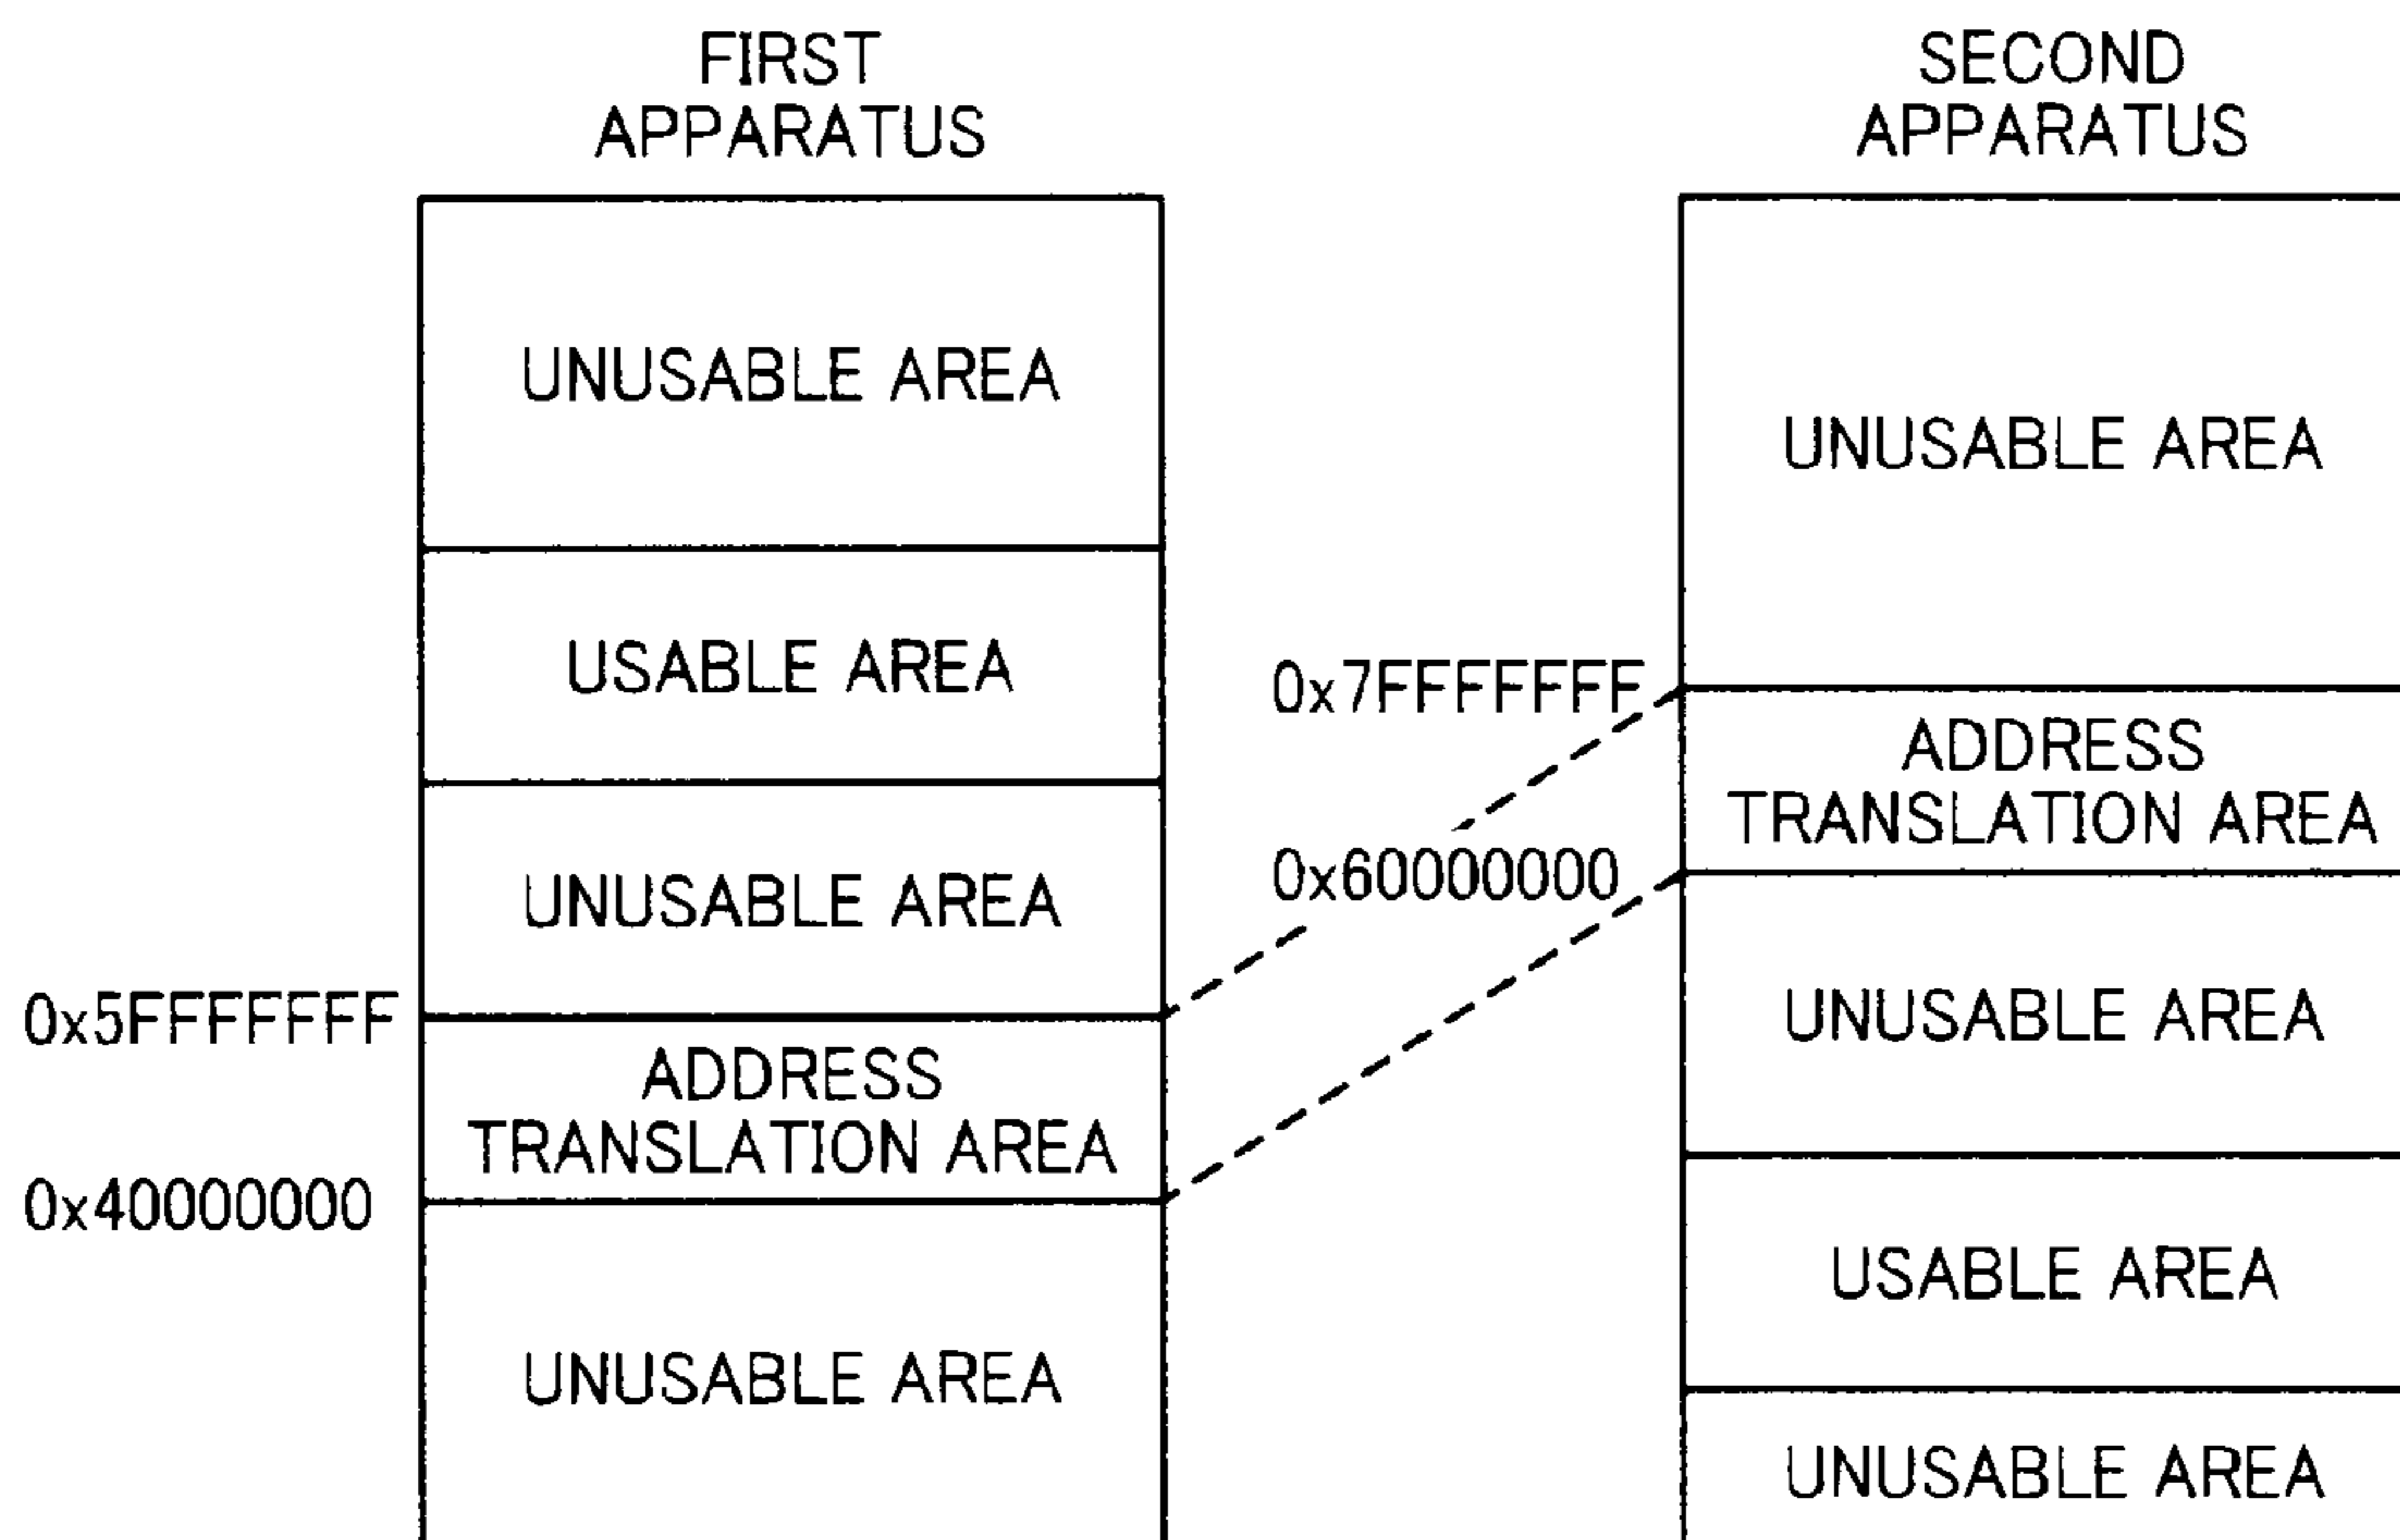 FIRST
APPARATUS
UNUSABLE AREA
USABLE AREA
UNUSABLE AREA
0x5FFFFFFF
ADDRESS
TRANSLATION AREA
0x40000000
UNUSABLE AREA
SECOND
APPARATUS
UNUSABLE AREA
0x7FFFFFFF
ADDRESS
TRANSLATION AREA
0x60000000
UNUSABLE AREA
USABLE AREA
UNUSABLE AREA